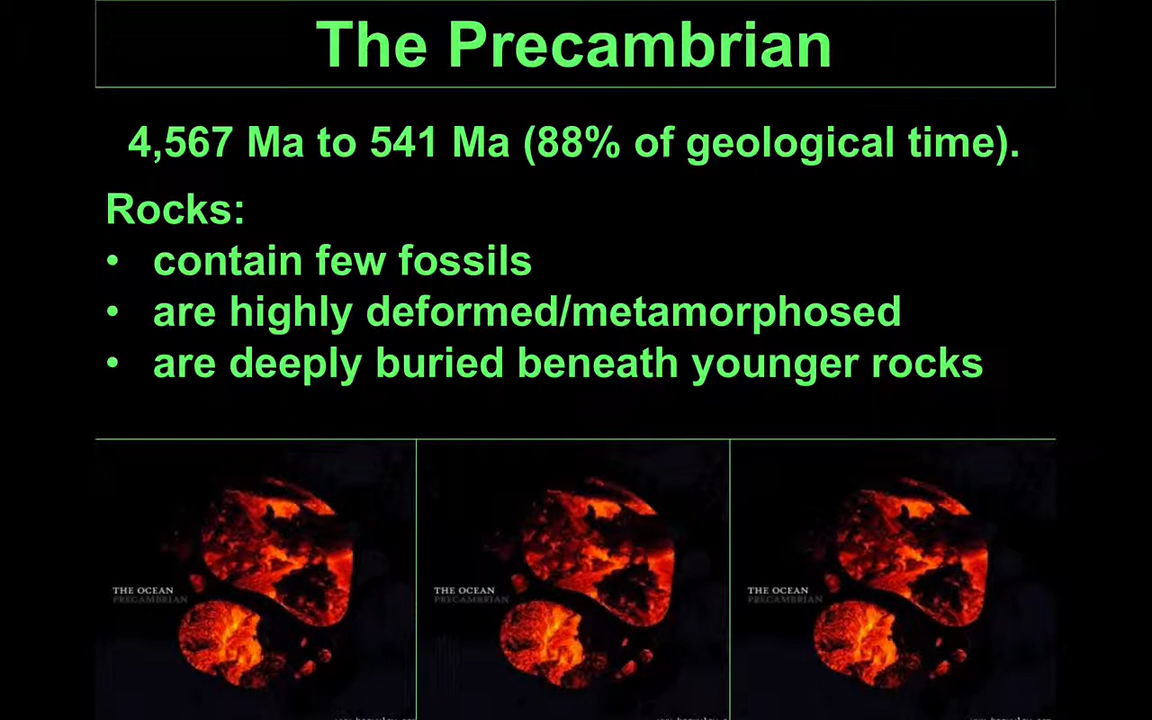 The Precambrian
4,567 Ma to 541 Ma (88% of geological time).
Rocks:
• contain few fossils
• are highly deformed/metamorphosed
• are deeply buried beneath younger rocks
THE OCEAN
PRECAMBRIAN
THE OCEAN
PRECAMBRIAN
THE OCEAN
PRECAMBRIAN